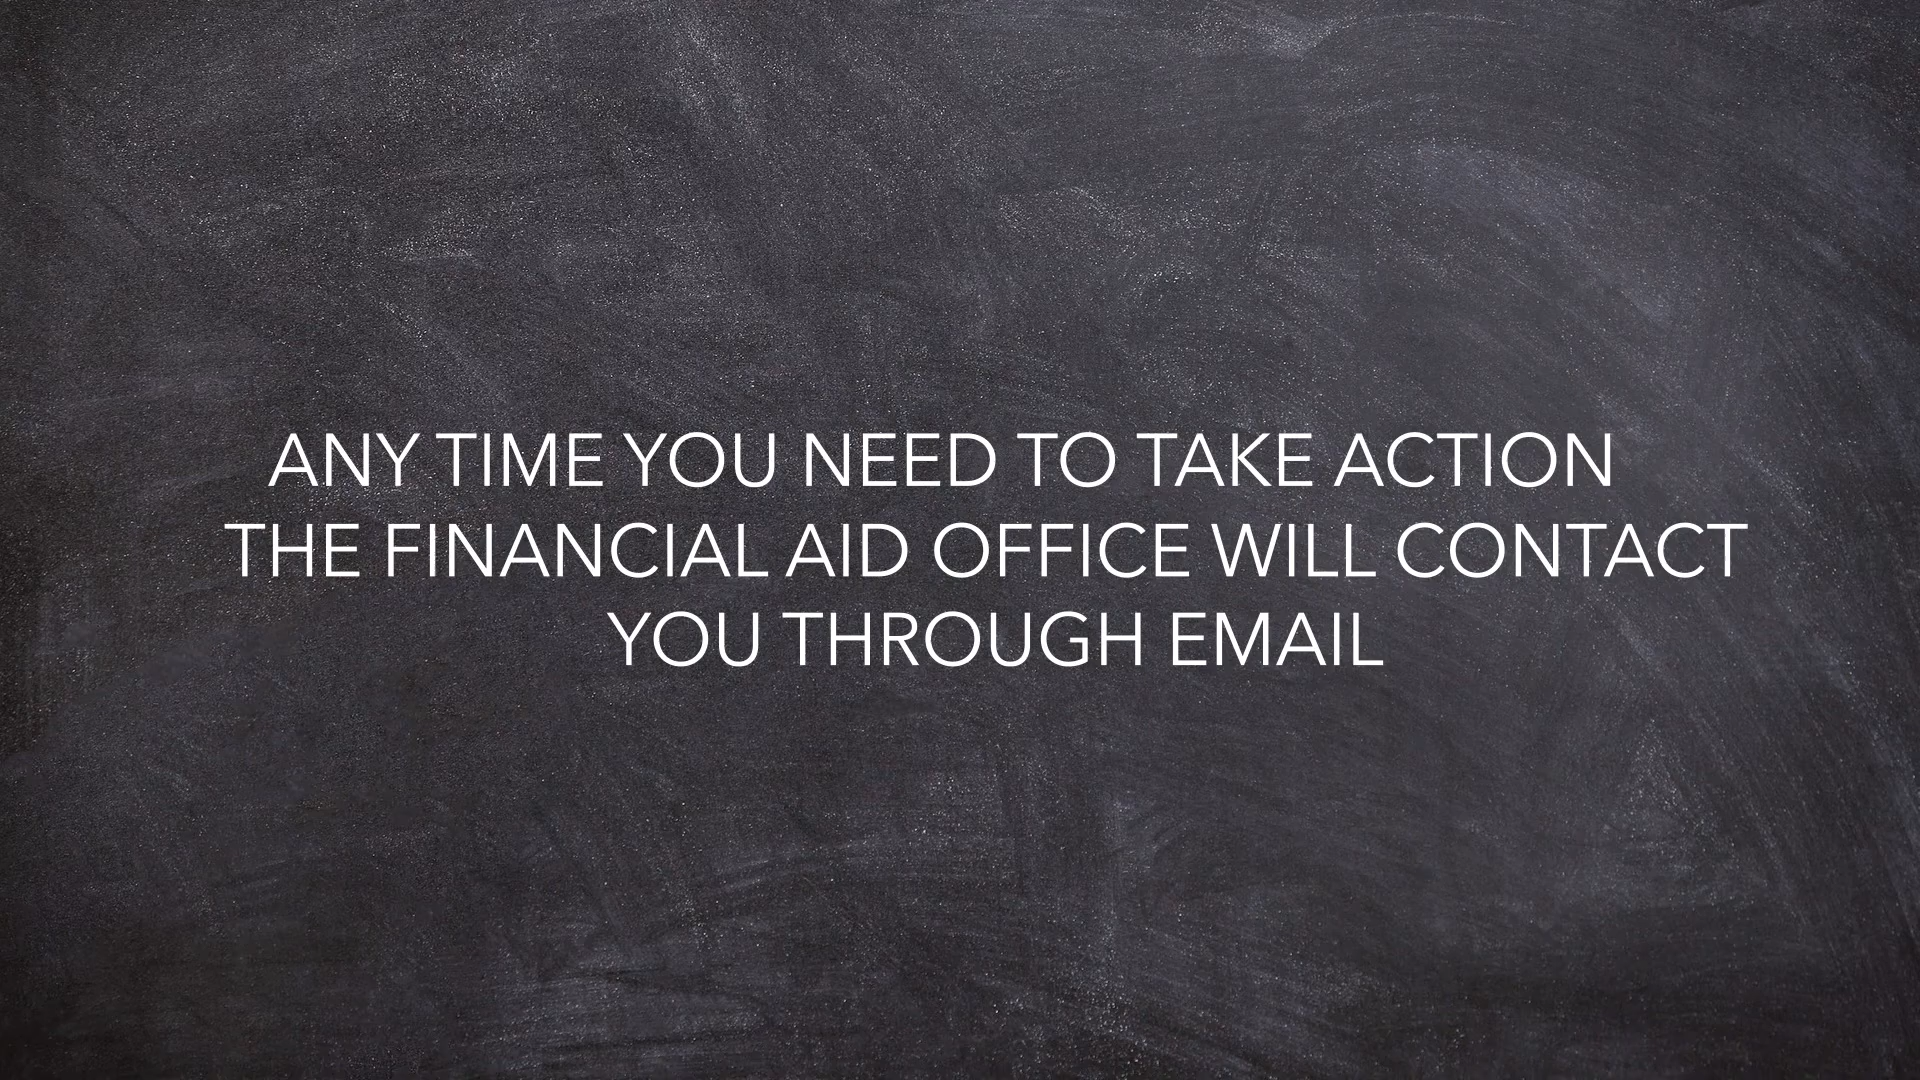 ANY TIME YOU NEED TO TAKE ACTION
THE FINANCIAL AID OFFICE WILL CONTACT
YOU THROUGH EMAIL